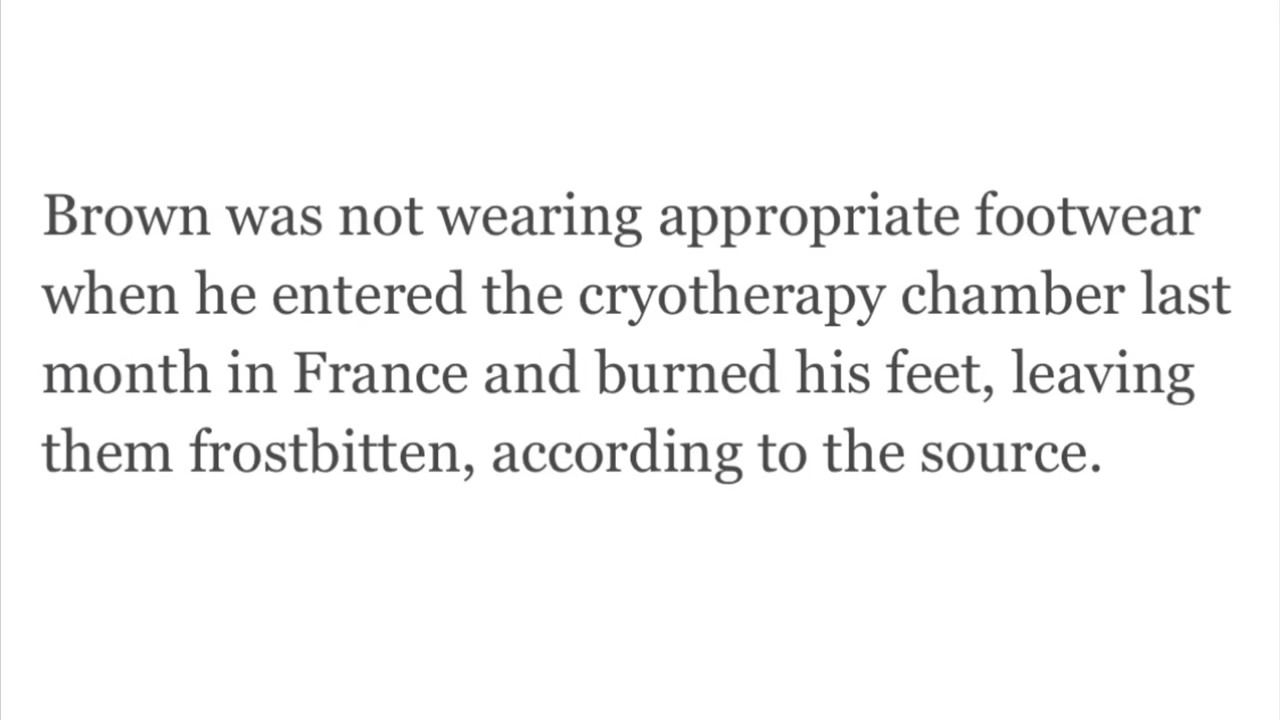 Brown was not wearing appropriate footwear
when he entered the cryotherapy chamber last
month in France and burned his feet, leaving
them frostbitten, according to the source.